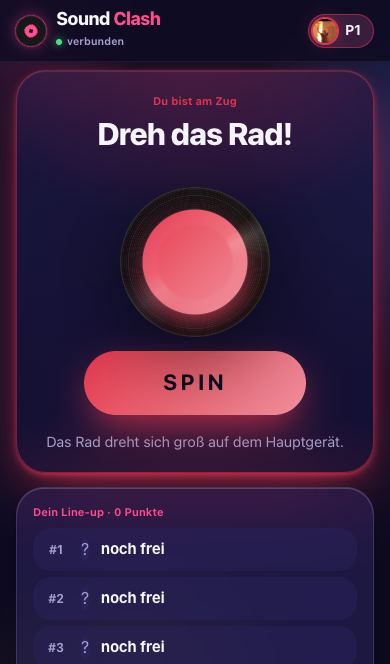 Sound Clash
verbunden
P1
Du bist am Zug
Dreh das Rad!
SPIN
Das Rad dreht sich groß auf dem Hauptgerät.
Dein Line-up · 0 Punkte
#1 ? noch frei
#2 ? noch frei
#3 ? noch frei